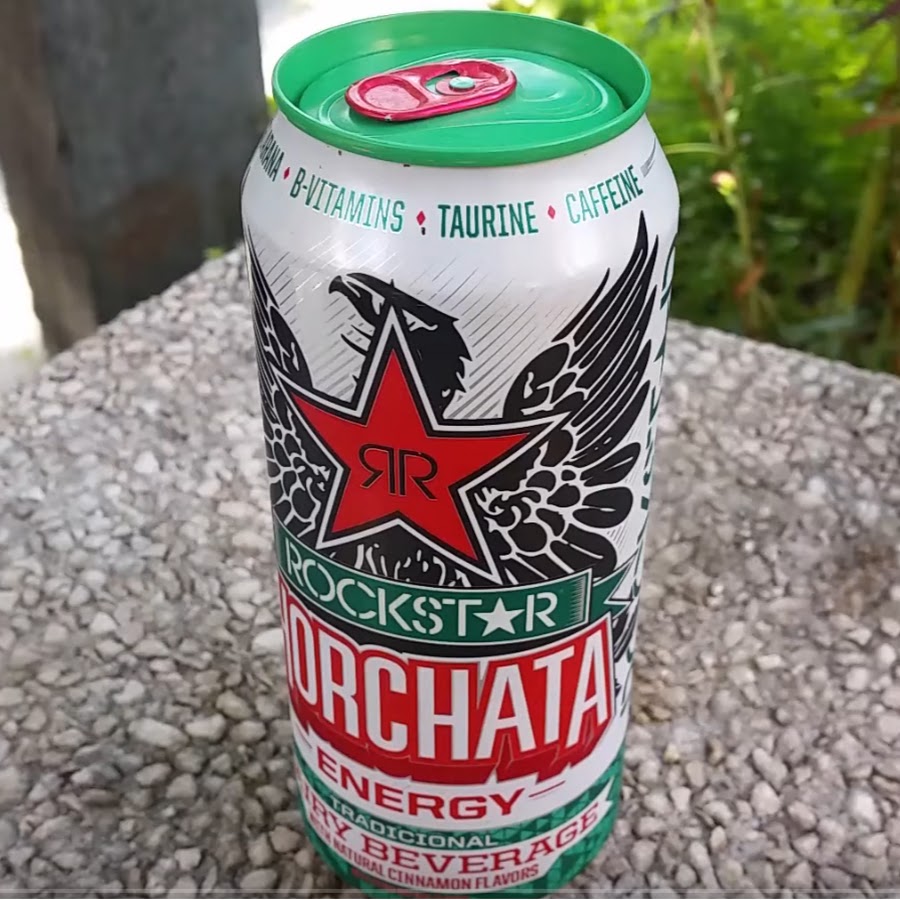 B-VITAMINS ♦ TAURINE ♦ CAFFEINE
RR
ROCKSTAR
ORCHATA
ENERGY
TRADICIONAL
BEVERAGE
NATURAL CINNAMON FLAVORS